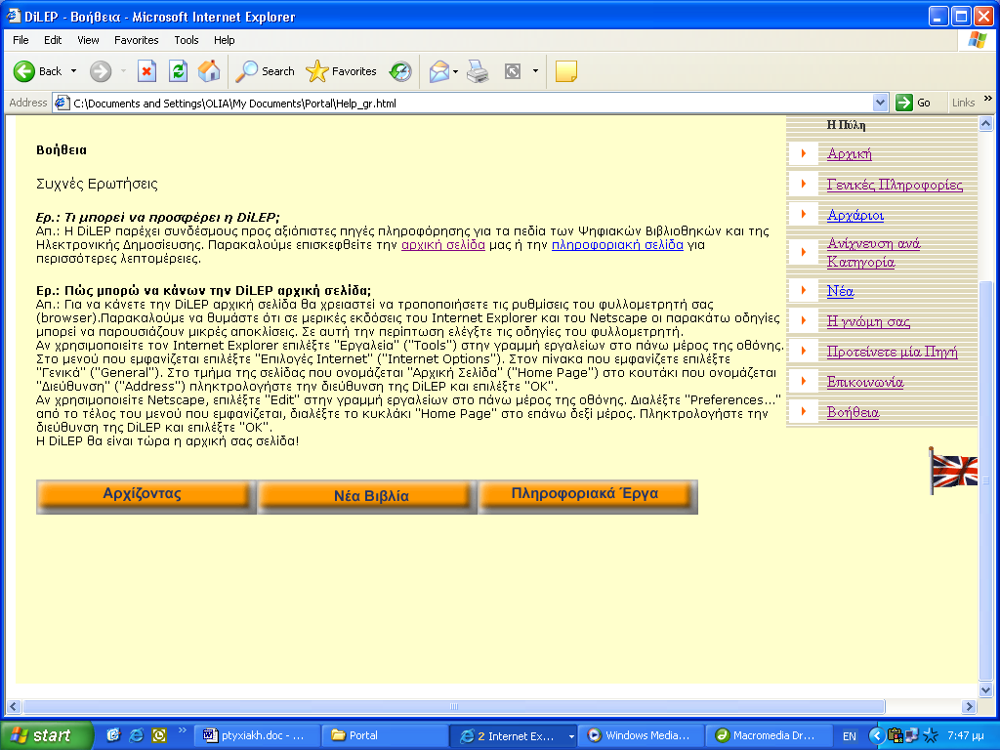 DiLEP - Βοήθεια - Microsoft Internet Explorer
File Edit View Favorites Tools Help
Back Search Favorites
Address C:\Documents and Settings\OLIA\My Documents\Portal\Help_gr.html Go Links »
Βοήθεια
Συχνές Ερωτήσεις
Ερ.: Τι μπορεί να προσφέρει η DiLEP;
Απ.: Η DiLEP παρέχει συνδέσμους προς αξιόπιστες πηγές πληροφόρησης για τα πεδία των Ψηφιακών Βιβλιοθηκών και της
Ηλεκτρονικής Δημοσίευσης. Παρακαλούμε επισκεφθείτε την αρχική σελίδα μας ή την πληροφοριακή σελίδα για
περισσότερες λεπτομέρειες.
Ερ.: Πώς μπορώ να κάνων την DiLEP αρχική σελίδα;
Απ.: Για να κάνετε την DiLEP αρχική σελίδα θα χρειαστεί να τροποποιήσετε τις ρυθμίσεις του φυλλομετρητή σας
(browser).Παρακαλούμε να θυμάστε ότι σε μερικές εκδόσεις του Internet Explorer και του Netscape οι παρακάτω οδηγίες
μπορεί να παρουσιάζουν μικρές αποκλίσεις. Σε αυτή την περίπτωση ελέγξτε τις οδηγίες του φυλλομετρητή.
Αν χρησιμοποιείτε τον Internet Explorer επιλέξτε "Εργαλεία" ("Tools") στην γραμμή εργαλείων στο πάνω μέρος της οθόνης.
Στο μενού που εμφανίζεται επιλέξτε "Επιλογές Internet" ("Internet Options"). Στον πίνακα που εμφανίζετε επιλέξτε
"Γενικά" ("General"). Στο τμήμα της σελίδας που ονομάζεται "Αρχική Σελίδα" ("Home Page") στο κουτάκι που ονομάζεται
"Διεύθυνση" ("Address") πληκτρολογήστε την διεύθυνση της DiLEP και επιλέξτε "OK".
Αν χρησιμοποιείτε Netscape, επιλέξτε "Edit" στην γραμμή εργαλείων στο πάνω μέρος της οθόνης. Διαλέξτε "Preferences..."
από το τέλος του μενού που εμφανίζεται, διαλέξτε το κυκλάκι "Home Page" στο επάνω δεξί μέρος. Πληκτρολογήστε την
διεύθυνση της DiLEP και επιλέξτε "OK".
Η DiLEP θα είναι τώρα η αρχική σας σελίδα!
Αρχίζοντας Νέα Βιβλία Πληροφοριακά Έργα
Η Πύλη
Αρχική
Γενικές Πληροφορίες
Αρχάριοι
Ανίχνευση ανά
Κατηγορία
Νέα
Η γνόμη σας
Προτείνετε μία Πηγή
Επικοινωνία
Βοήθεια
start » ptyxiakh.doc - ... Portal 2 Internet Ex... Windows Media... Macromedia Dr... EN 7:47 μμ